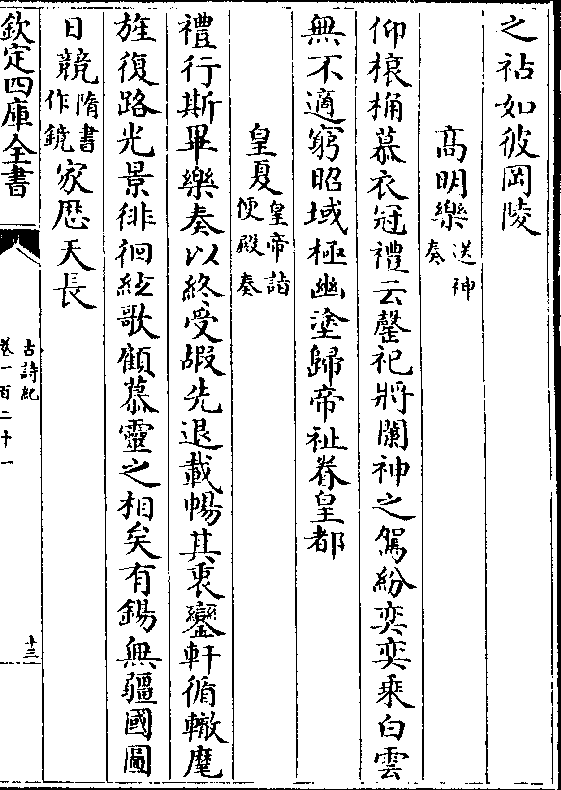 之祜如彼岡陵
高明樂送神奏
仰榱桷慕衣冠禮云罄祀將闌神之駕紛奕奕乗白雲
無不適窮昭域極幽塗歸帝祉眷皇都
皇夏皇帝詣便殿奏
禮行斯畢樂奏以終受嘏先退載暢其衷鑾軒循轍麾
旌復路光景徘徊絃歌顧慕靈之相矣有錫無疆國圖
日競隋書作鏡家厯天長
欽定四庫全書
古詩紀
卷一百二十一
十三